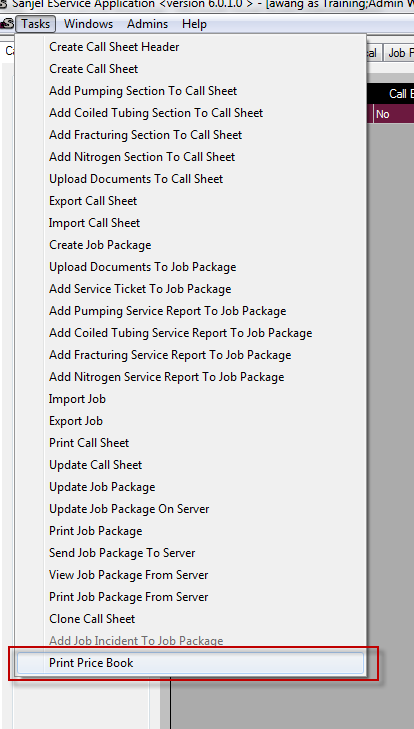 Sanjel EService Application <version 6.0.1.0 > - [awang as Training;Admin W
Tasks Windows Admins Help
Create Call Sheet Header
Create Call Sheet
Add Pumping Section To Call Sheet
Add Coiled Tubing Section To Call Sheet
Add Fracturing Section To Call Sheet
Add Nitrogen Section To Call Sheet
Upload Documents To Call Sheet
Export Call Sheet
Import Call Sheet
Create Job Package
Upload Documents To Job Package
Add Service Ticket To Job Package
Add Pumping Service Report To Job Package
Add Coiled Tubing Service Report To Job Package
Add Fracturing Service Report To Job Package
Add Nitrogen Service Report To Job Package
Import Job
Export Job
Print Call Sheet
Update Call Sheet
Update Job Package
Update Job Package On Server
Print Job Package
Send Job Package To Server
View Job Package From Server
Print Job Package From Server
Clone Call Sheet
Add Job Incident To Job Package
Print Price Book
al Job
Call
No